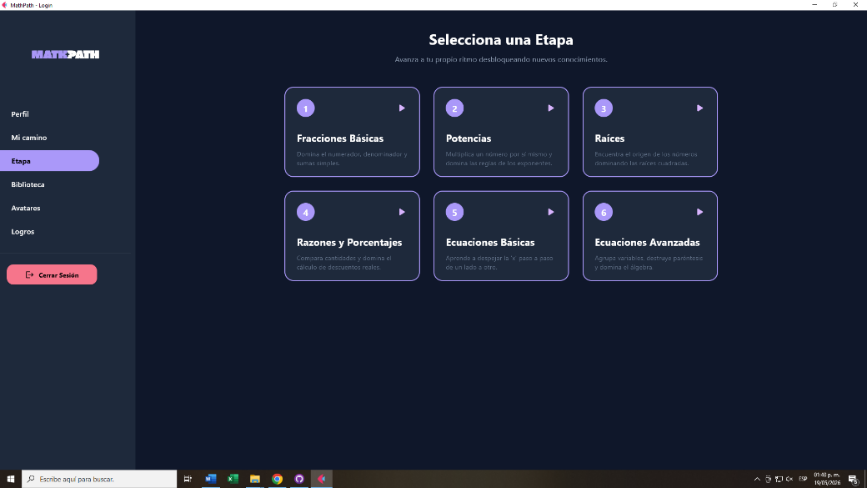 MathPath - Login
MATHPATH
Perfil
Mi camino
Etapa
Biblioteca
Avatares
Logros
Cerrar Sesión
Selecciona una Etapa
Avanza a tu propio ritmo desbloqueando nuevos conocimientos.
1
Fracciones Básicas
Domina el numerador, denominador y
sumas simples.
2
Potencias
Multiplica un número por sí mismo y
domina las reglas de los exponentes.
3
Raíces
Encuentra el origen de los números
dominando las raíces cuadradas.
4
Razones y Porcentajes
Compara cantidades y domina el
cálculo de descuentos reales.
5
Ecuaciones Básicas
Aprende a despejar la 'x' paso a paso
de un lado a otro.
6
Ecuaciones Avanzadas
Agrupa variables, destruye paréntesis
y domina el álgebra.
Escribe aquí para buscar.
ESP
01:40 p. m.
19/05/2026